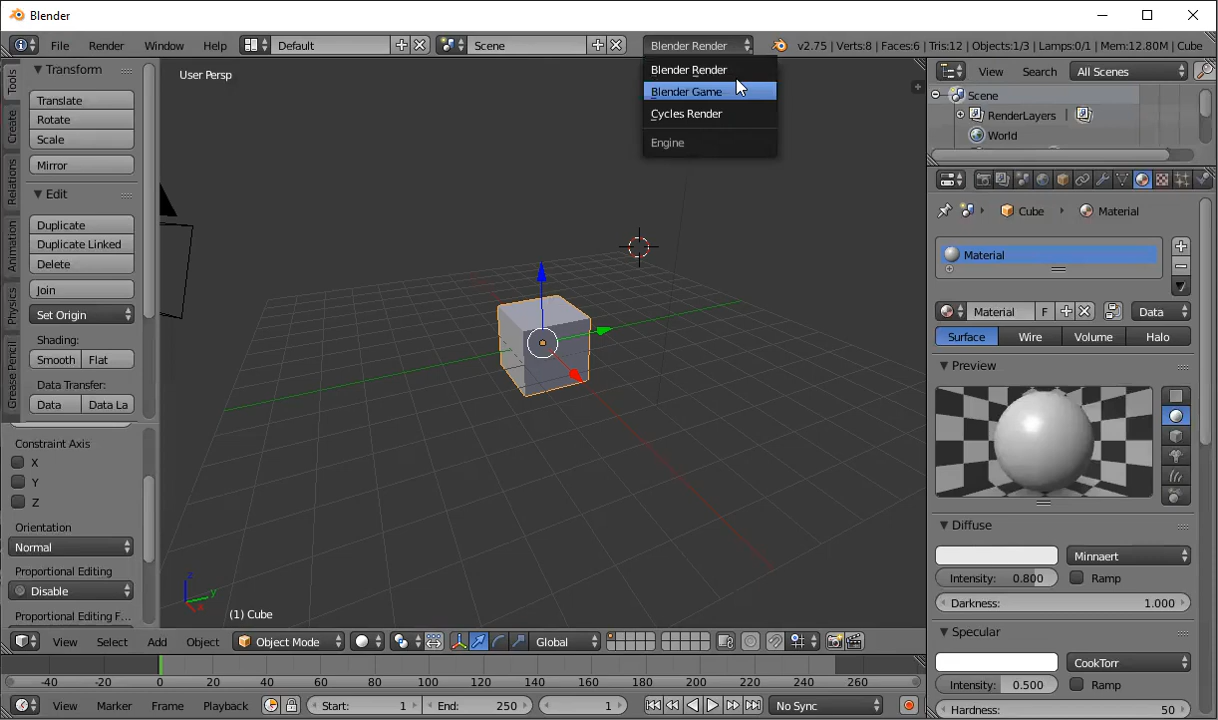 Blender
File Render Window Help Default Scene Blender Render v2.75 | Verts:8 | Faces:6 | Tris:12 | Objects:1/3 | Lamps:0/1 | Mem:12.80M | Cube
Blender Render
Blender Game
Cycles Render
Engine
User Persp
(1) Cube
z
y
x
Tools
Create
Relations
Animation
Physics
Grease Pencil
Transform
Translate
Rotate
Scale
Mirror
Edit
Duplicate
Duplicate Linked
Delete
Join
Set Origin
Shading:
Smooth Flat
Data Transfer:
Data Data La
Constraint Axis
X
Y
Z
Orientation
Normal
Proportional Editing
Disable
Proportional Editing F...
View Search All Scenes
Scene
RenderLayers
World
Cube Material
Material
Material F Data
Surface Wire Volume Halo
Preview
Diffuse
Minnaert
Intensity: 0.800 Ramp
Darkness: 1.000
Specular
CookTorr
Intensity: 0.500 Ramp
Hardness: 50
View Select Add Object Object Mode Global
-40 -20 0 20 40 60 80 100 120 140 160 180 200 220 240 260
View Marker Frame Playback Start: 1 End: 250 1 No Sync